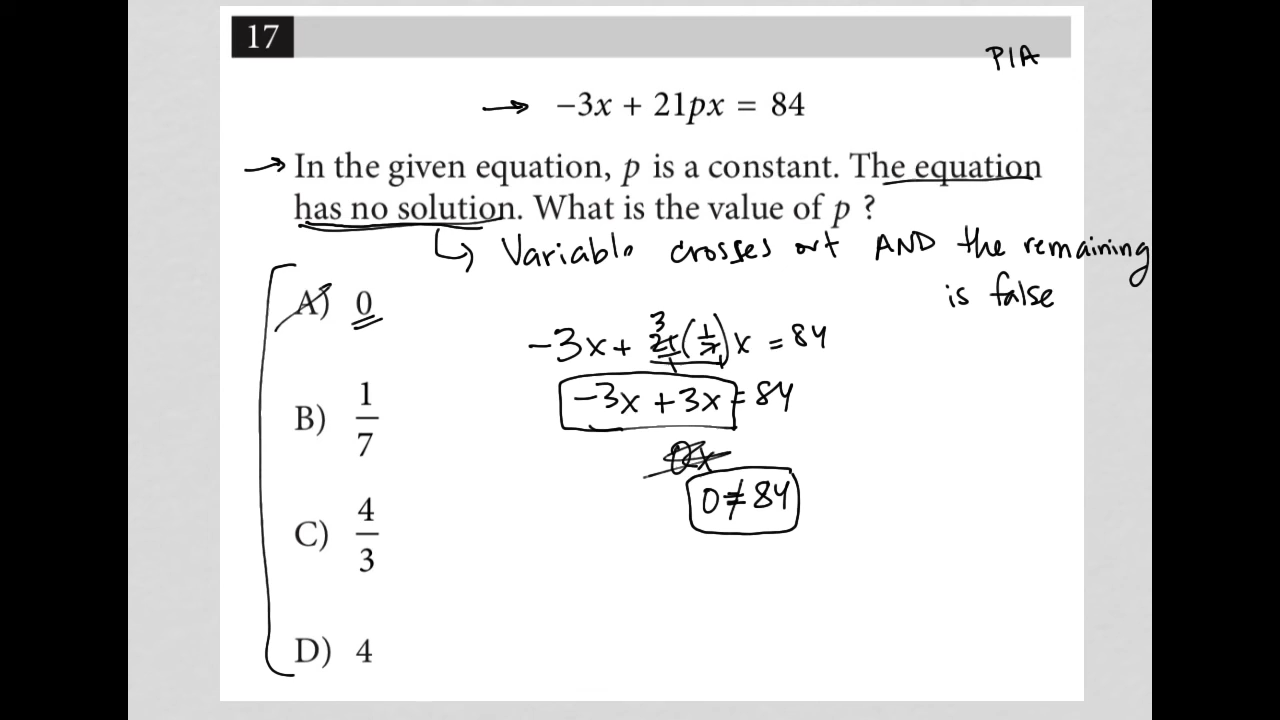 17
PIA
→ −3x + 21px = 84
→ In the given equation, p is a constant. The equation
has no solution. What is the value of p ?
↳ Variable crosses out AND the remaining
is false
A) 0
−3x + 21(1/7)x = 84
3
1
−3x + 3x = 84
B) 1/7
0x
0 ≠ 84
C) 4/3
D) 4